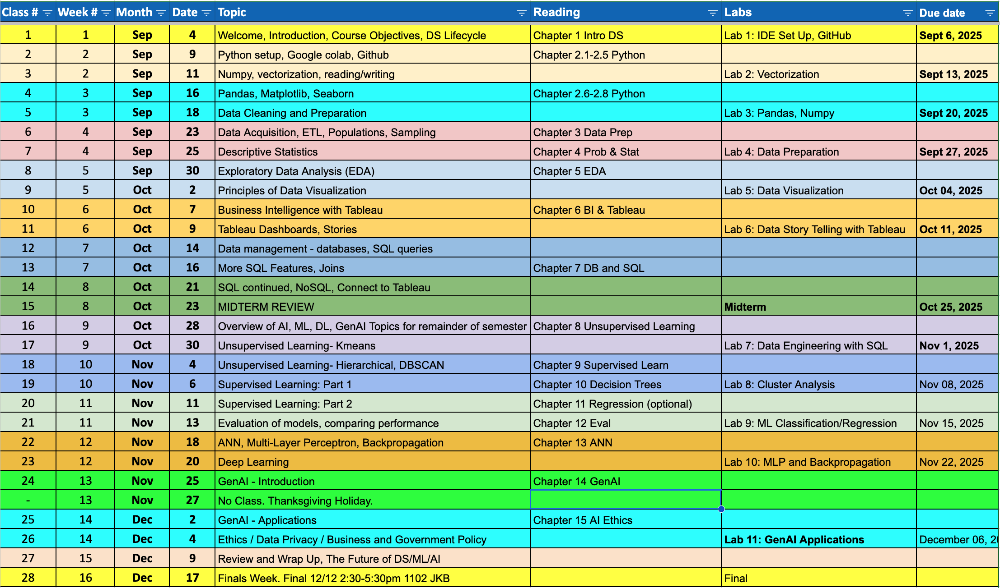 Class # Week # Month Date Topic Reading Labs Due date
1 1 Sep 4 Welcome, Introduction, Course Objectives, DS Lifecycle Chapter 1 Intro DS Lab 1: IDE Set Up, GitHub Sept 6, 2025
2 2 Sep 9 Python setup, Google colab, Github Chapter 2.1-2.5 Python
3 2 Sep 11 Numpy, vectorization, reading/writing Lab 2: Vectorization Sept 13, 2025
4 3 Sep 16 Pandas, Matplotlib, Seaborn Chapter 2.6-2.8 Python
5 3 Sep 18 Data Cleaning and Preparation Lab 3: Pandas, Numpy Sept 20, 2025
6 4 Sep 23 Data Acquisition, ETL, Populations, Sampling Chapter 3 Data Prep
7 4 Sep 25 Descriptive Statistics Chapter 4 Prob & Stat Lab 4: Data Preparation Sept 27, 2025
8 5 Sep 30 Exploratory Data Analysis (EDA) Chapter 5 EDA
9 5 Oct 2 Principles of Data Visualization Lab 5: Data Visualization Oct 04, 2025
10 6 Oct 7 Business Intelligence with Tableau Chapter 6 BI & Tableau
11 6 Oct 9 Tableau Dashboards, Stories Lab 6: Data Story Telling with Tableau Oct 11, 2025
12 7 Oct 14 Data management - databases, SQL queries
13 7 Oct 16 More SQL Features, Joins Chapter 7 DB and SQL
14 8 Oct 21 SQL continued, NoSQL, Connect to Tableau
15 8 Oct 23 MIDTERM REVIEW Midterm Oct 25, 2025
16 9 Oct 28 Overview of AI, ML, DL, GenAI Topics for remainder of semester Chapter 8 Unsupervised Learning
17 9 Oct 30 Unsupervised Learning- Kmeans Lab 7: Data Engineering with SQL Nov 1, 2025
18 10 Nov 4 Unsupervised Learning- Hierarchical, DBSCAN Chapter 9 Supervised Learn
19 10 Nov 6 Supervised Learning: Part 1 Chapter 10 Decision Trees Lab 8: Cluster Analysis Nov 08, 2025
20 11 Nov 11 Supervised Learning: Part 2 Chapter 11 Regression (optional)
21 11 Nov 13 Evaluation of models, comparing performance Chapter 12 Eval Lab 9: ML Classification/Regression Nov 15, 2025
22 12 Nov 18 ANN, Multi-Layer Perceptron, Backpropagation Chapter 13 ANN
23 12 Nov 20 Deep Learning Lab 10: MLP and Backpropagation Nov 22, 2025
24 13 Nov 25 GenAI - Introduction Chapter 14 GenAI
- 13 Nov 27 No Class. Thanksgiving Holiday.
25 14 Dec 2 GenAI - Applications Chapter 15 AI Ethics
26 14 Dec 4 Ethics / Data Privacy / Business and Government Policy Lab 11: GenAI Applications December 06,
27 15 Dec 9 Review and Wrap Up, The Future of DS/ML/AI
28 16 Dec 17 Finals Week. Final 12/12 2:30-5:30pm 1102 JKB Final